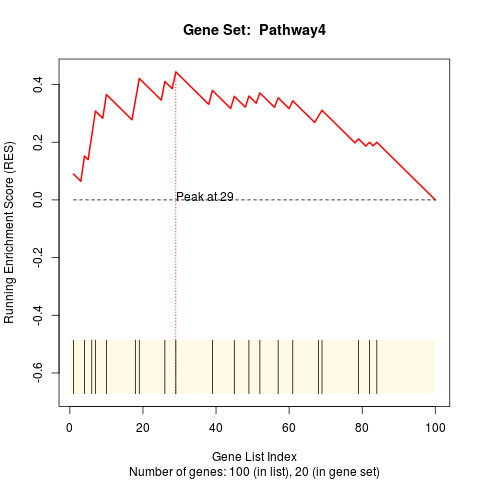 Gene Set:  Pathway4
Running Enrichment Score (RES)
0.4
0.2
0.0
-0.2
-0.4
-0.6
Peak at 29
0 20 40 60 80 100
Gene List Index
Number of genes: 100 (in list), 20 (in gene set)